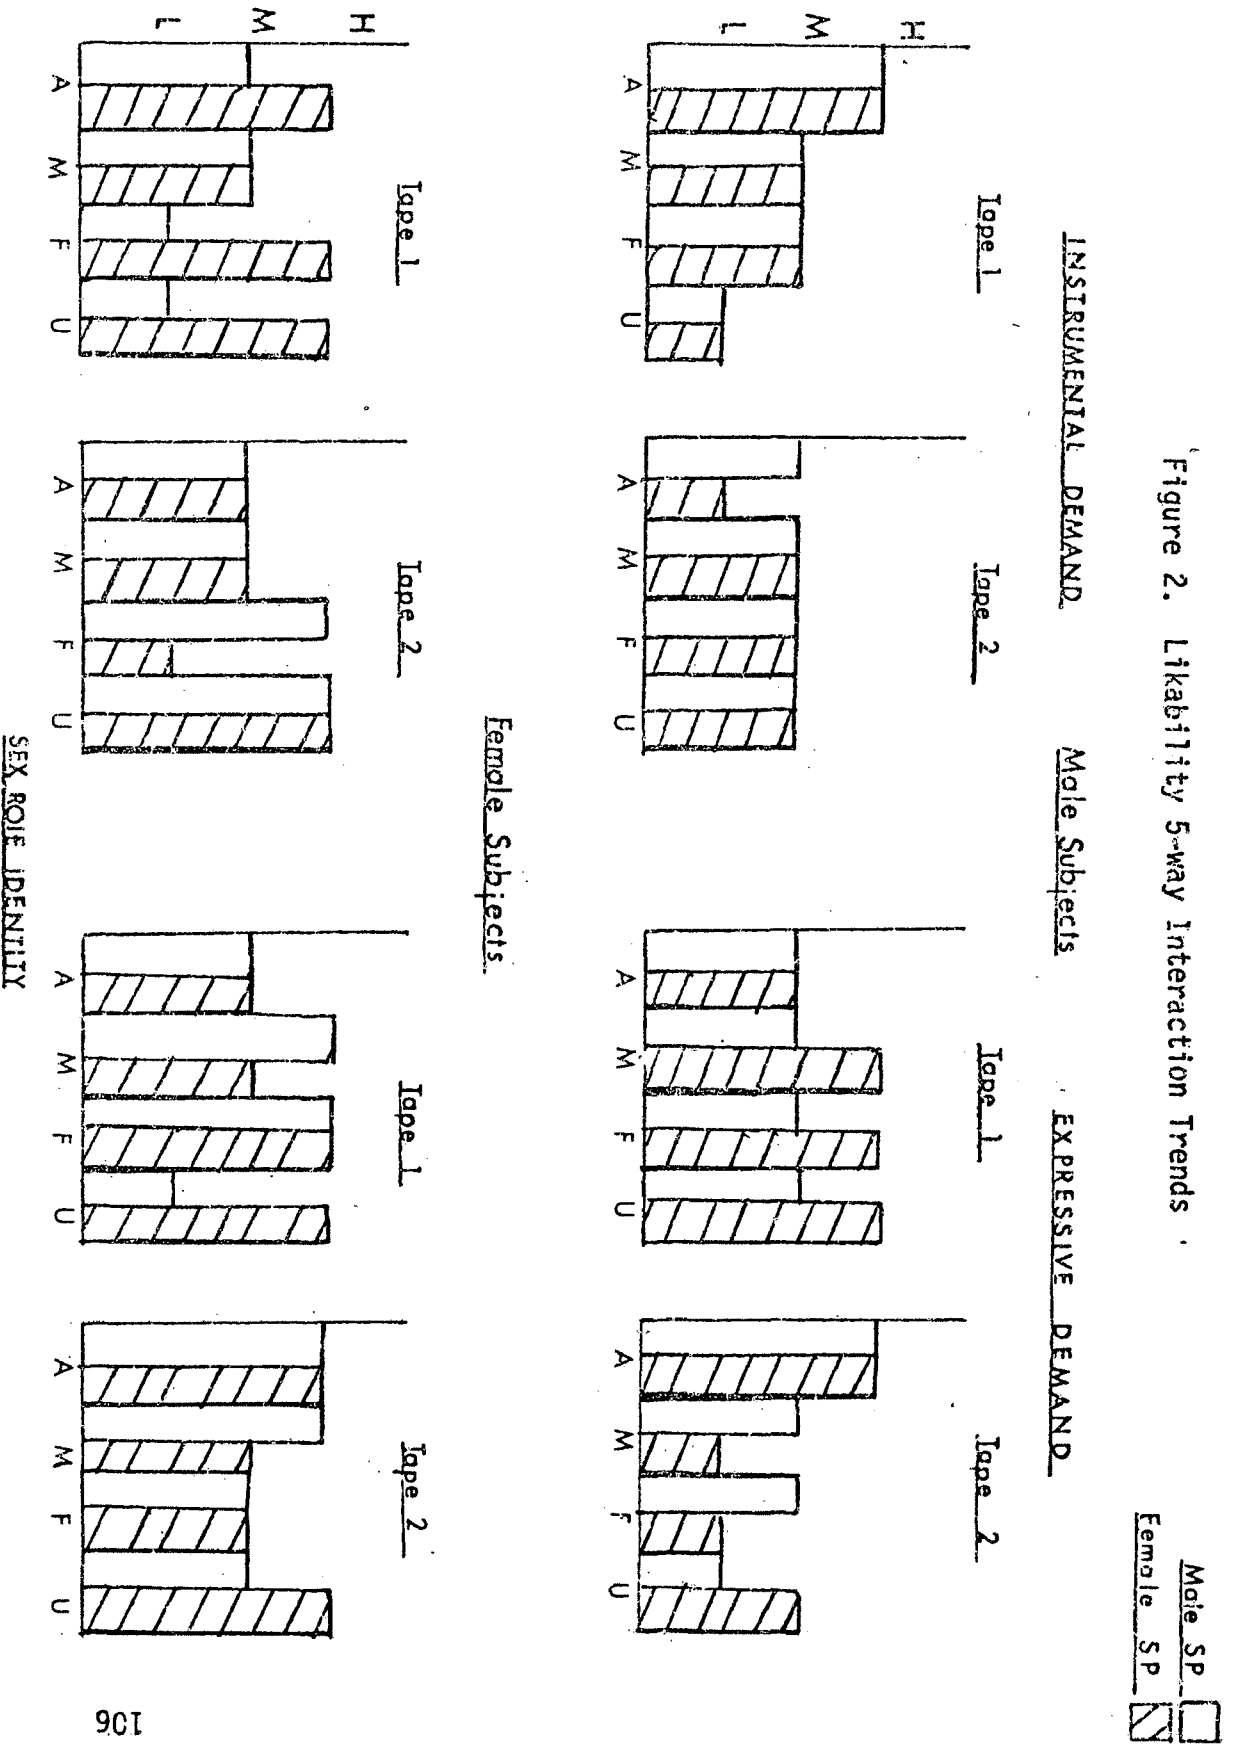 Figure 2. Likability 5-way Interaction Trends
Male SP
Female SP
INSTRUMENTAL DEMAND
Male Subjects
EXPRESSIVE DEMAND
Tape 1
Tape 2
Tape 1
Tape 2
H
M
L
A M F U
A M F U
A M F U
A M F U
Female Subjects
Tape 1
Tape 2
Tape 1
Tape 2
H
M
L
A M F U
A M F U
A M F U
A M F U
SEX ROLE IDENTITY
106